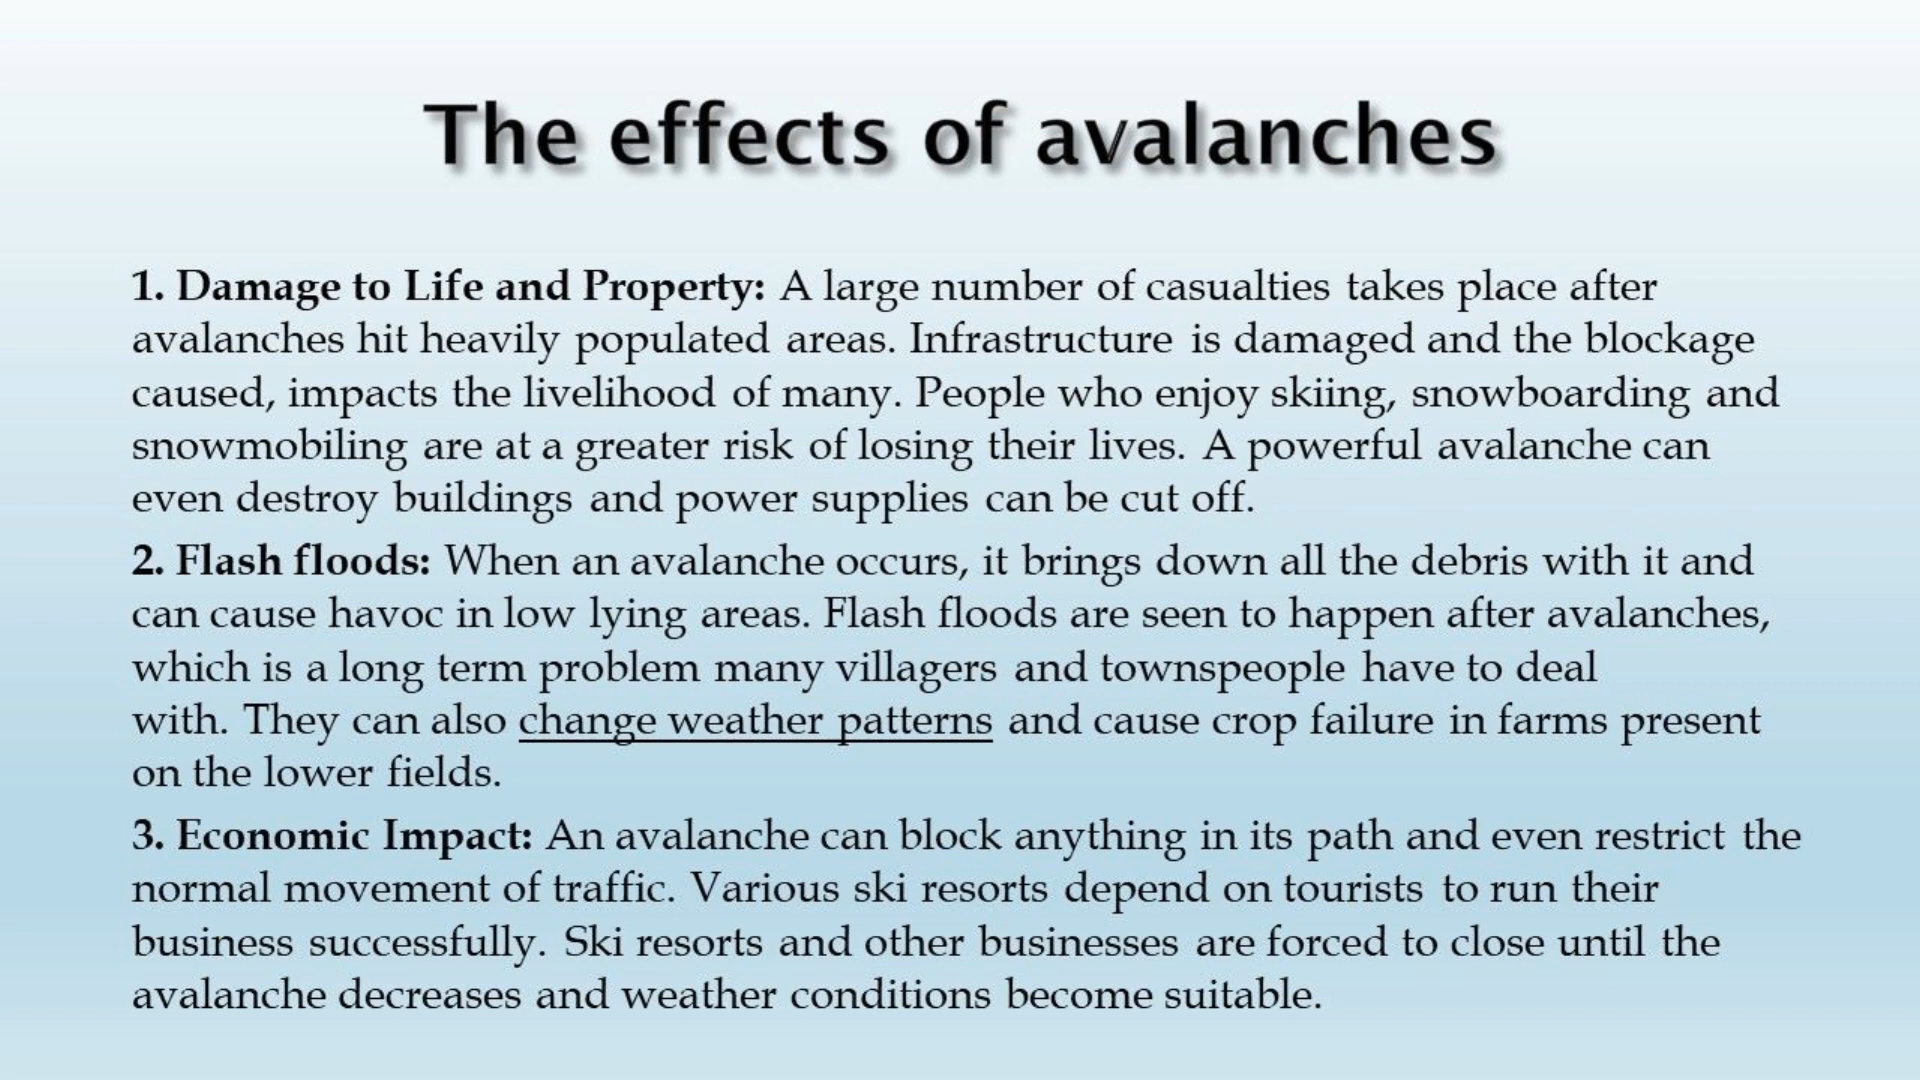 The effects of avalanches
1. Damage to Life and Property: A large number of casualties takes place after
avalanches hit heavily populated areas. Infrastructure is damaged and the blockage
caused, impacts the livelihood of many. People who enjoy skiing, snowboarding and
snowmobiling are at a greater risk of losing their lives. A powerful avalanche can
even destroy buildings and power supplies can be cut off.
2. Flash floods: When an avalanche occurs, it brings down all the debris with it and
can cause havoc in low lying areas. Flash floods are seen to happen after avalanches,
which is a long term problem many villagers and townspeople have to deal
with. They can also change weather patterns and cause crop failure in farms present
on the lower fields.
3. Economic Impact: An avalanche can block anything in its path and even restrict the
normal movement of traffic. Various ski resorts depend on tourists to run their
business successfully. Ski resorts and other businesses are forced to close until the
avalanche decreases and weather conditions become suitable.